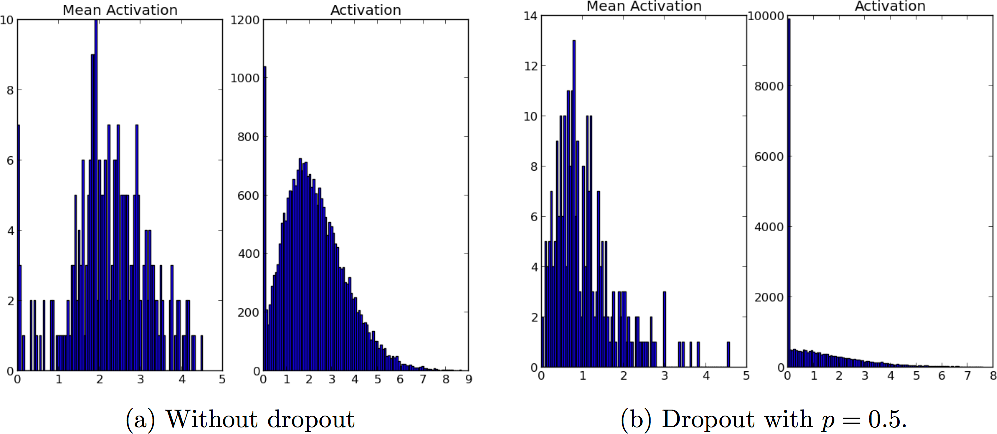 Mean Activation
10
8
6
4
2
0
0 1 2 3 4 5
Activation
1200
1000
800
600
400
200
0
0 1 2 3 4 5 6 7 8 9
Mean Activation
14
12
10
8
6
4
2
0
0 1 2 3 4 5
Activation
10000
8000
6000
4000
2000
0
0 1 2 3 4 5 6 7 8
(a) Without dropout
(b) Dropout with p = 0.5.